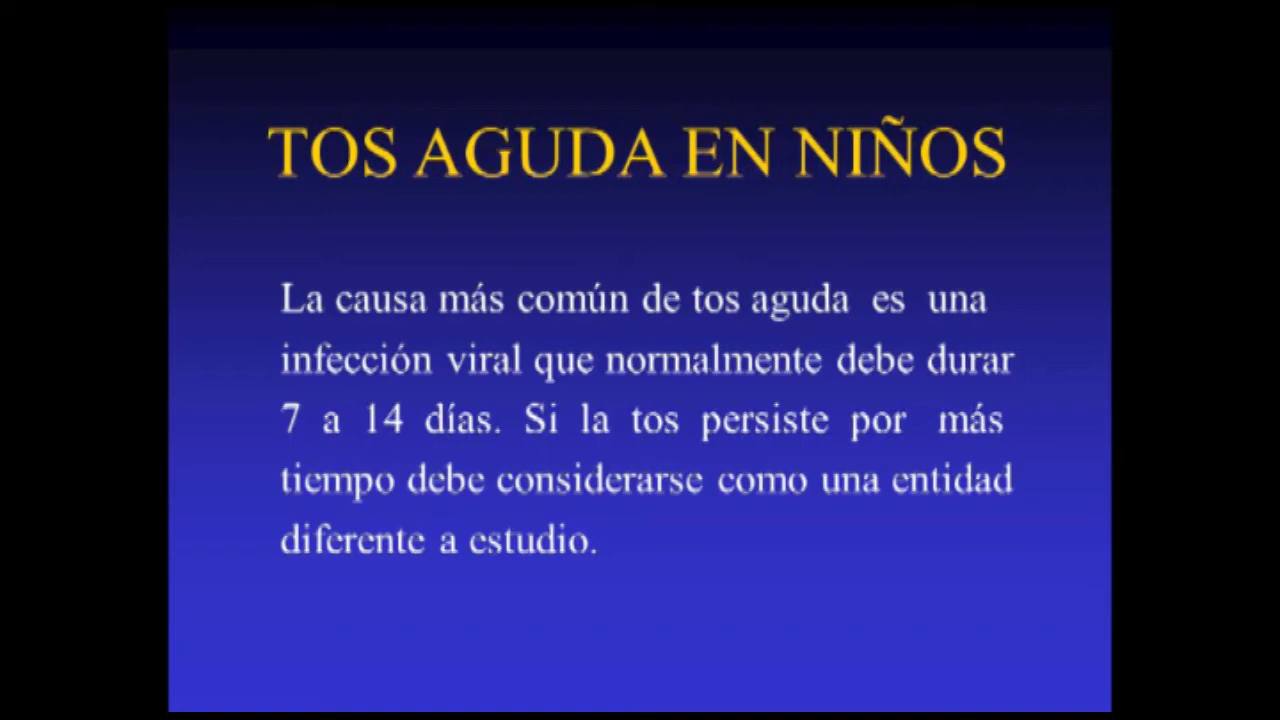 TOS AGUDA EN NIÑOS
La causa más común de tos aguda es una
infección viral que normalmente debe durar
7 a 14 días. Si la tos persiste por más
tiempo debe considerarse como una entidad
diferente a estudio.